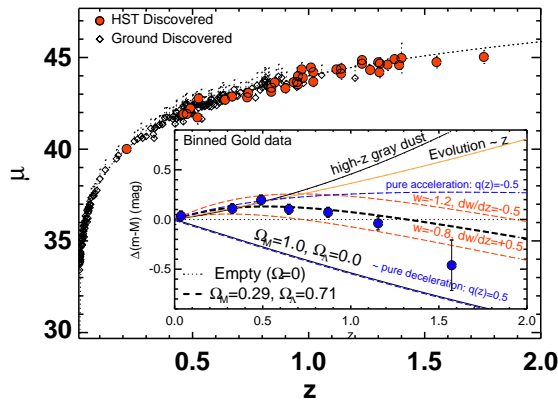 HST Discovered
Ground Discovered
μ
45
40
35
30
Binned Gold data
high-z gray dust
Evolution ~ z
pure acceleration: q(z)=-0.5
w=-1.2, dw/dz=-0.5
w=-0.8, dw/dz=+0.5
Δ(m-M) (mag)
0.5
0.0
-0.5
Ω_M=1.0, Ω_Λ=0.0
~ pure deceleration: q(z)=0.5
Empty (Ω=0)
Ω_M=0.29, Ω_Λ=0.71
0.0 0.5 1.0 1.5 2.0
z
0.5 1.0 1.5 2.0
z